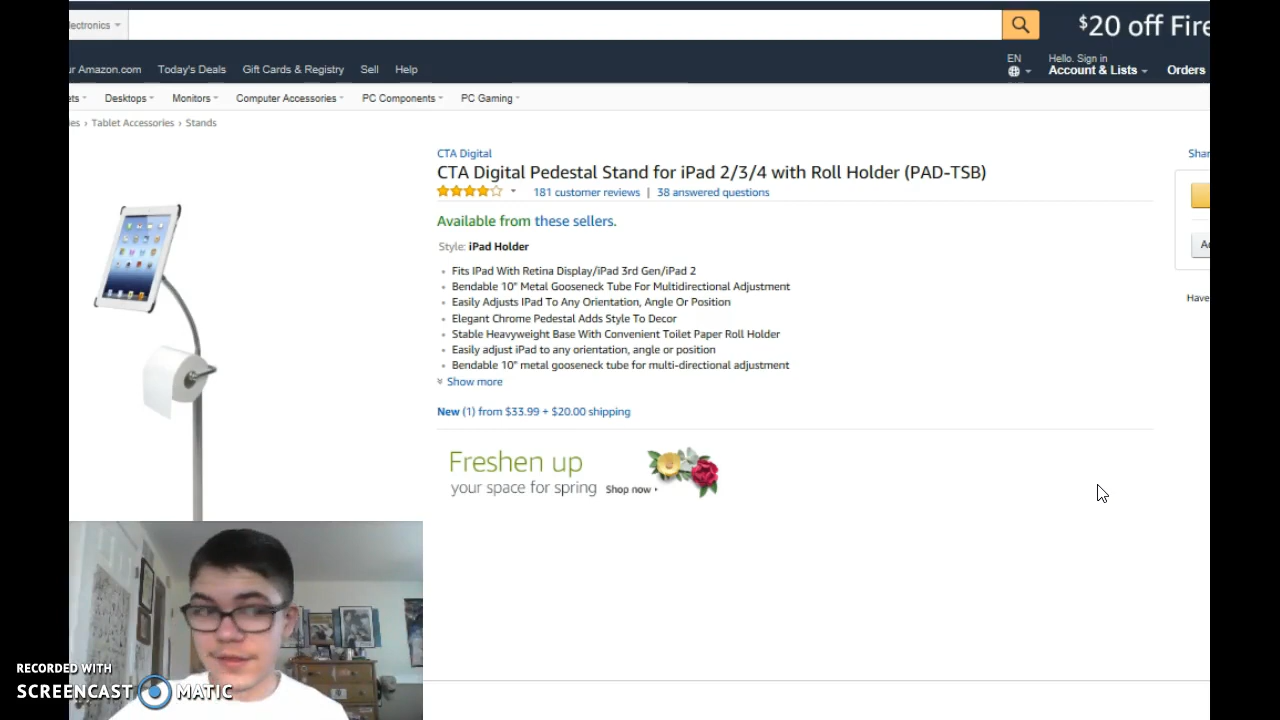 ectronics
$20 off Fire
ur Amazon.com Today's Deals Gift Cards & Registry Sell Help
EN
Hello. Sign in
Account & Lists
Orders
ets Desktops Monitors Computer Accessories PC Components PC Gaming
es › Tablet Accessories › Stands
CTA Digital
Shar
CTA Digital Pedestal Stand for iPad 2/3/4 with Roll Holder (PAD-TSB)
181 customer reviews | 38 answered questions
Available from these sellers.
Style: iPad Holder
A
Fits IPad With Retina Display/iPad 3rd Gen/iPad 2
Bendable 10" Metal Gooseneck Tube For Multidirectional Adjustment
Easily Adjusts IPad To Any Orientation, Angle Or Position
Have
Elegant Chrome Pedestal Adds Style To Decor
Stable Heavyweight Base With Convenient Toilet Paper Roll Holder
Easily adjust iPad to any orientation, angle or position
Bendable 10" metal gooseneck tube for multi-directional adjustment
Show more
New (1) from $33.99 + $20.00 shipping
Freshen up
your space for spring Shop now
RECORDED WITH
SCREENCAST MATIC